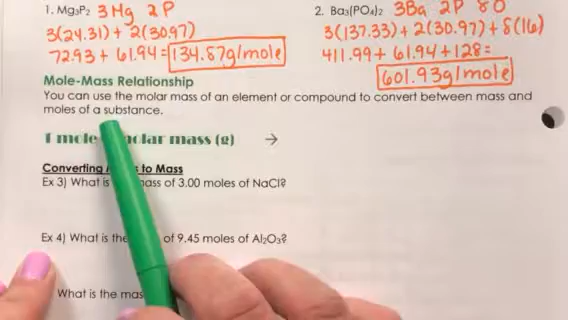 1. Mg3P2 3Mg 2P
3(24.31) + 2(30.97)
72.93 + 61.94 = 134.87g/mole
2. Ba3(PO4)2 3Ba 2P 8O
3(137.33) + 2(30.97) + 8(16)
411.99 + 61.94 + 128 =
601.93g/mole
Mole-Mass Relationship
You can use the molar mass of an element or compound to convert between mass and
moles of a substance.
1 mole molar mass (g) →
Converting to Mass
Ex 3) What is mass of 3.00 moles of NaCl?
Ex 4) What is the of 9.45 moles of Al2O3?
What is the mas